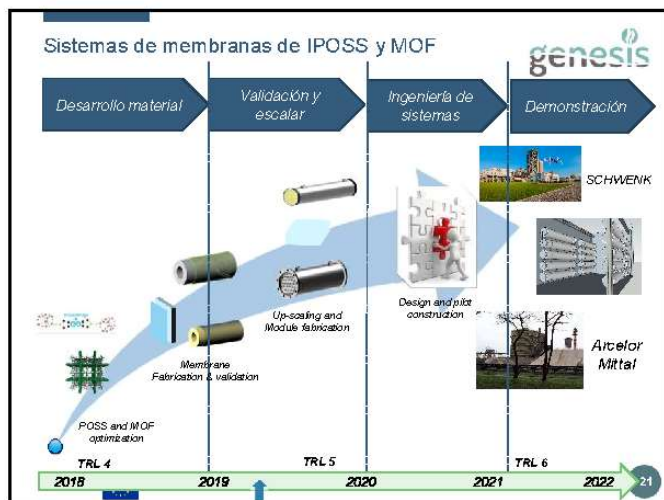 Sistemas de membranas de IPOSS y MOF
genesis
Desarrollo material
Validación y
escalar
Ingeniería de
sistemas
Demonstración
SCHWENK
Up-scaling and
Module fabrication
Design and pilot
construction
Arcelor
Mittal
Membrane
Fabrication & validation
POSS and MOF
optimization
TRL 4
TRL 5
TRL 6
2018
2019
2020
2021
2022
21